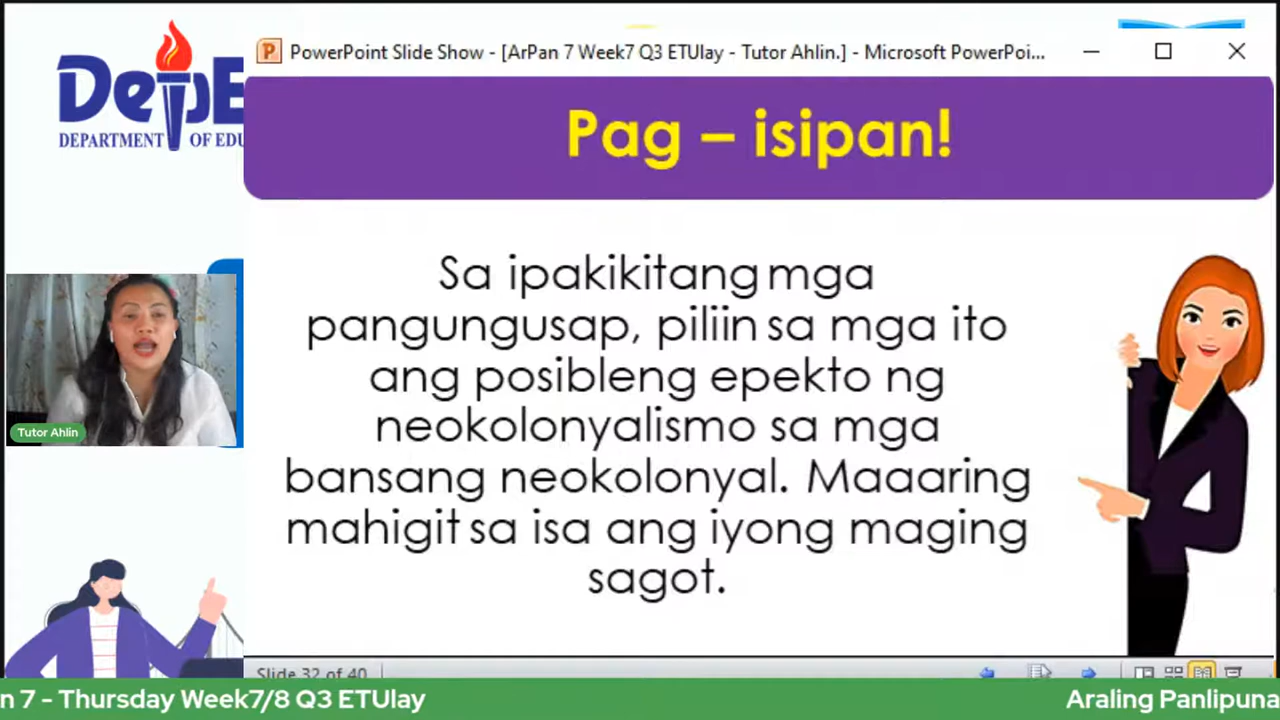 PowerPoint Slide Show - [ArPan 7 Week7 Q3 ETUlay - Tutor Ahlin.] - Microsoft PowerPoi...
DepE
DEPARTMENT OF EDU
Pag – isipan!
Sa ipakikitang mga
pangungusap, piliin sa mga ito
ang posibleng epekto ng
neokolonyalismo sa mga
bansang neokolonyal. Maaaring
mahigit sa isa ang iyong maging
sagot.
Tutor Ahlin
Slide 32 of 40
n 7 - Thursday Week7/8 Q3 ETUlay
Araling Panlipuna